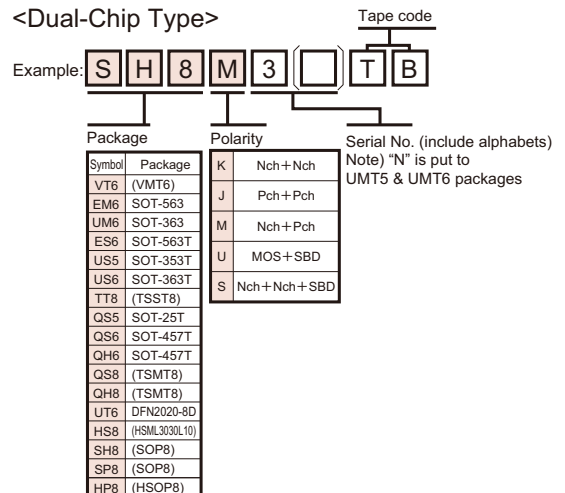 <Dual-Chip Type>
Tape code
Example: S H 8 M 3 ( ) T B
Package
Symbol Package
VT6 (VMT6)
EM6 SOT-563
UM6 SOT-363
ES6 SOT-563T
US5 SOT-353T
US6 SOT-363T
TT8 (TSST8)
QS5 SOT-25T
QS6 SOT-457T
QH6 SOT-457T
QS8 (TSMT8)
QH8 (TSMT8)
UT6 DFN2020-8D
HS8 (HSML3030L10)
SH8 (SOP8)
SP8 (SOP8)
HP8 (HSOP8)
Polarity
K Nch+Nch
J Pch+Pch
M Nch+Pch
U MOS+SBD
S Nch+Nch+SBD
Serial No. (include alphabets)
Note) “N” is put to
UMT5 & UMT6 packages